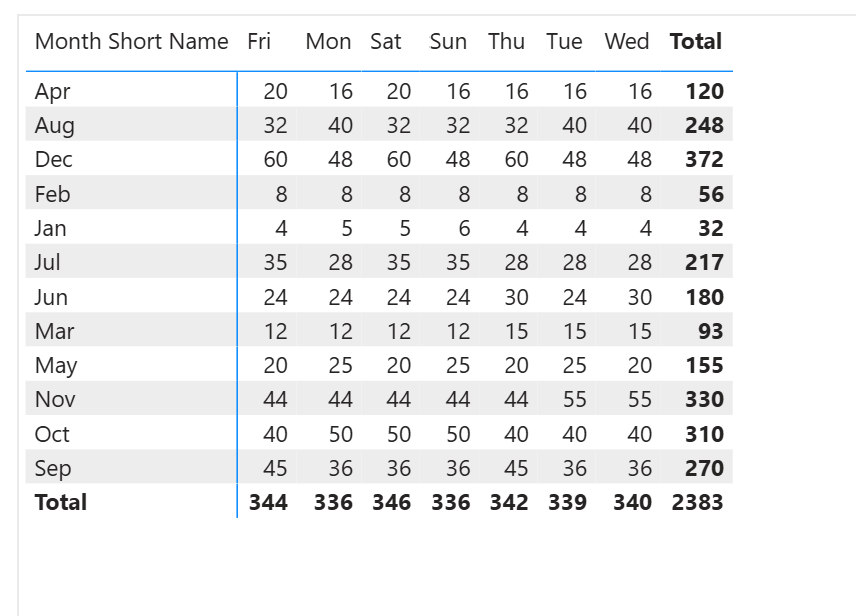 Month Short Name Fri Mon Sat Sun Thu Tue Wed Total
Apr 20 16 20 16 16 16 16 120
Aug 32 40 32 32 32 40 40 248
Dec 60 48 60 48 60 48 48 372
Feb 8 8 8 8 8 8 8 56
Jan 4 5 5 6 4 4 4 32
Jul 35 28 35 35 28 28 28 217
Jun 24 24 24 24 30 24 30 180
Mar 12 12 12 12 15 15 15 93
May 20 25 20 25 20 25 20 155
Nov 44 44 44 44 44 55 55 330
Oct 40 50 50 50 40 40 40 310
Sep 45 36 36 36 45 36 36 270
Total 344 336 346 336 342 339 340 2383